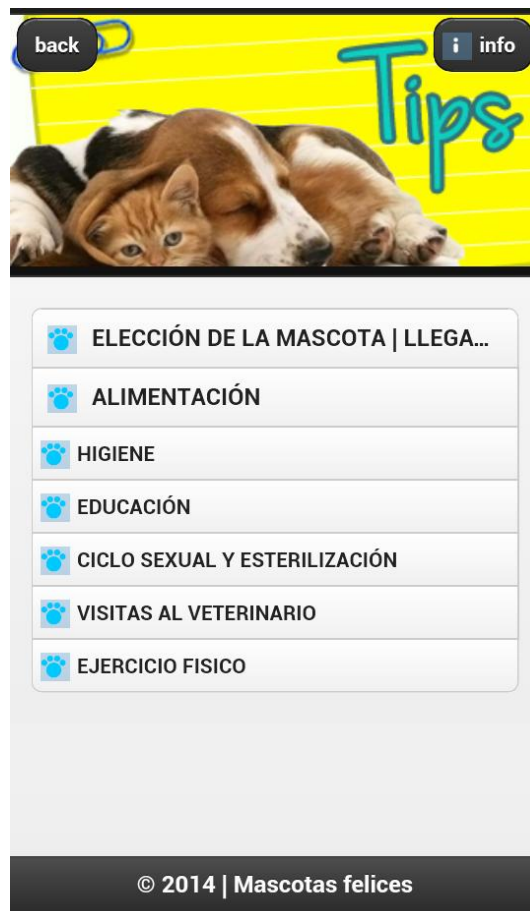 back
info
Tips
ELECCIÓN DE LA MASCOTA | LLEGA...
ALIMENTACIÓN
HIGIENE
EDUCACIÓN
CICLO SEXUAL Y ESTERILIZACIÓN
VISITAS AL VETERINARIO
EJERCICIO FISICO
© 2014 | Mascotas felices